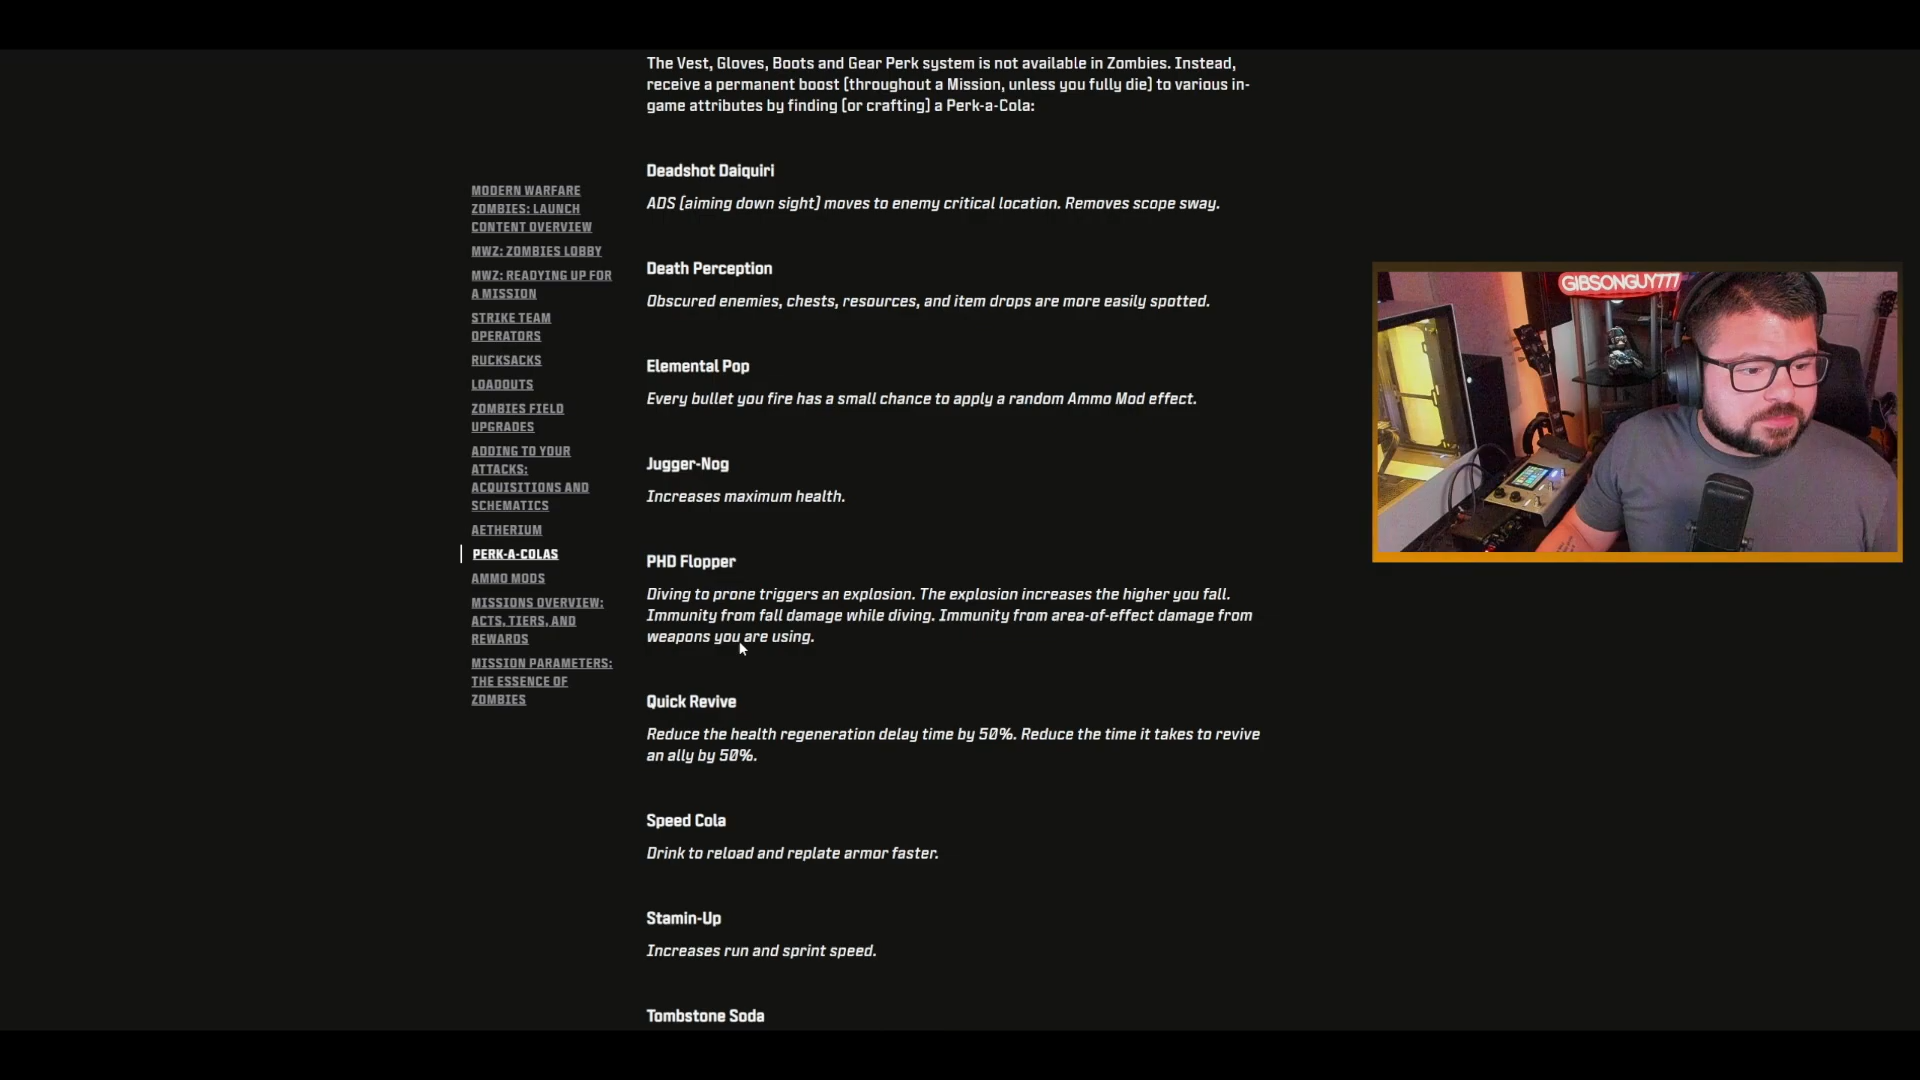 The Vest, Gloves, Boots and Gear Perk system is not available in Zombies. Instead,
receive a permanent boost (throughout a Mission, unless you fully die) to various in-
game attributes by finding (or crafting) a Perk-a-Cola:
Deadshot Daiquiri
ADS (aiming down sight) moves to enemy critical location. Removes scope sway.
Death Perception
Obscured enemies, chests, resources, and item drops are more easily spotted.
Elemental Pop
Every bullet you fire has a small chance to apply a random Ammo Mod effect.
Jugger-Nog
Increases maximum health.
PHD Flopper
Diving to prone triggers an explosion. The explosion increases the higher you fall.
Immunity from fall damage while diving. Immunity from area-of-effect damage from
weapons you are using.
Quick Revive
Reduce the health regeneration delay time by 50%. Reduce the time it takes to revive
an ally by 50%.
Speed Cola
Drink to reload and replate armor faster.
Stamin-Up
Increases run and sprint speed.
Tombstone Soda
MODERN WARFARE
ZOMBIES: LAUNCH
CONTENT OVERVIEW
MWZ: ZOMBIES LOBBY
MWZ: READYING UP FOR
A MISSION
STRIKE TEAM
OPERATORS
RUCKSACKS
LOADOUTS
ZOMBIES FIELD
UPGRADES
ADDING TO YOUR
ATTACKS:
ACQUISITIONS AND
SCHEMATICS
AETHERIUM
PERK-A-COLAS
AMMO MODS
MISSIONS OVERVIEW:
ACTS, TIERS, AND
REWARDS
MISSION PARAMETERS:
THE ESSENCE OF
ZOMBIES
GIBSONGUY777